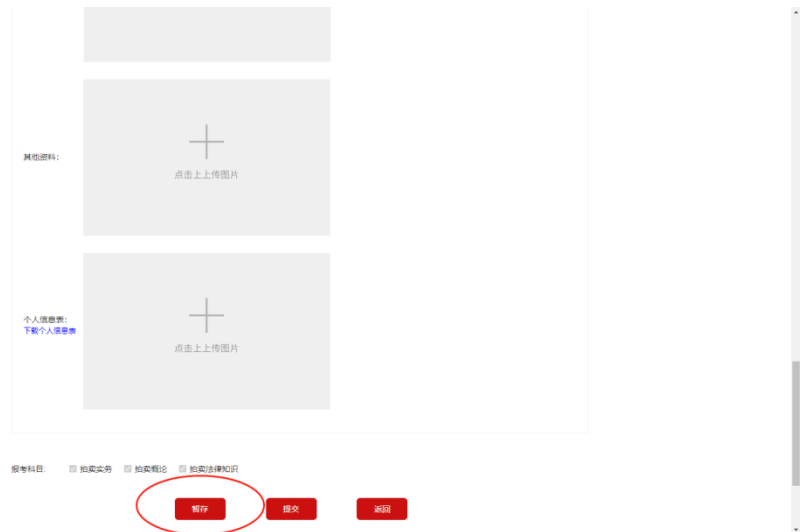 其他资料：
点击上上传图片
个人信息表：
下载个人信息表
点击上上传图片
报考科目: 拍卖实务 拍卖概论 拍卖法律知识
暂存 提交 返回